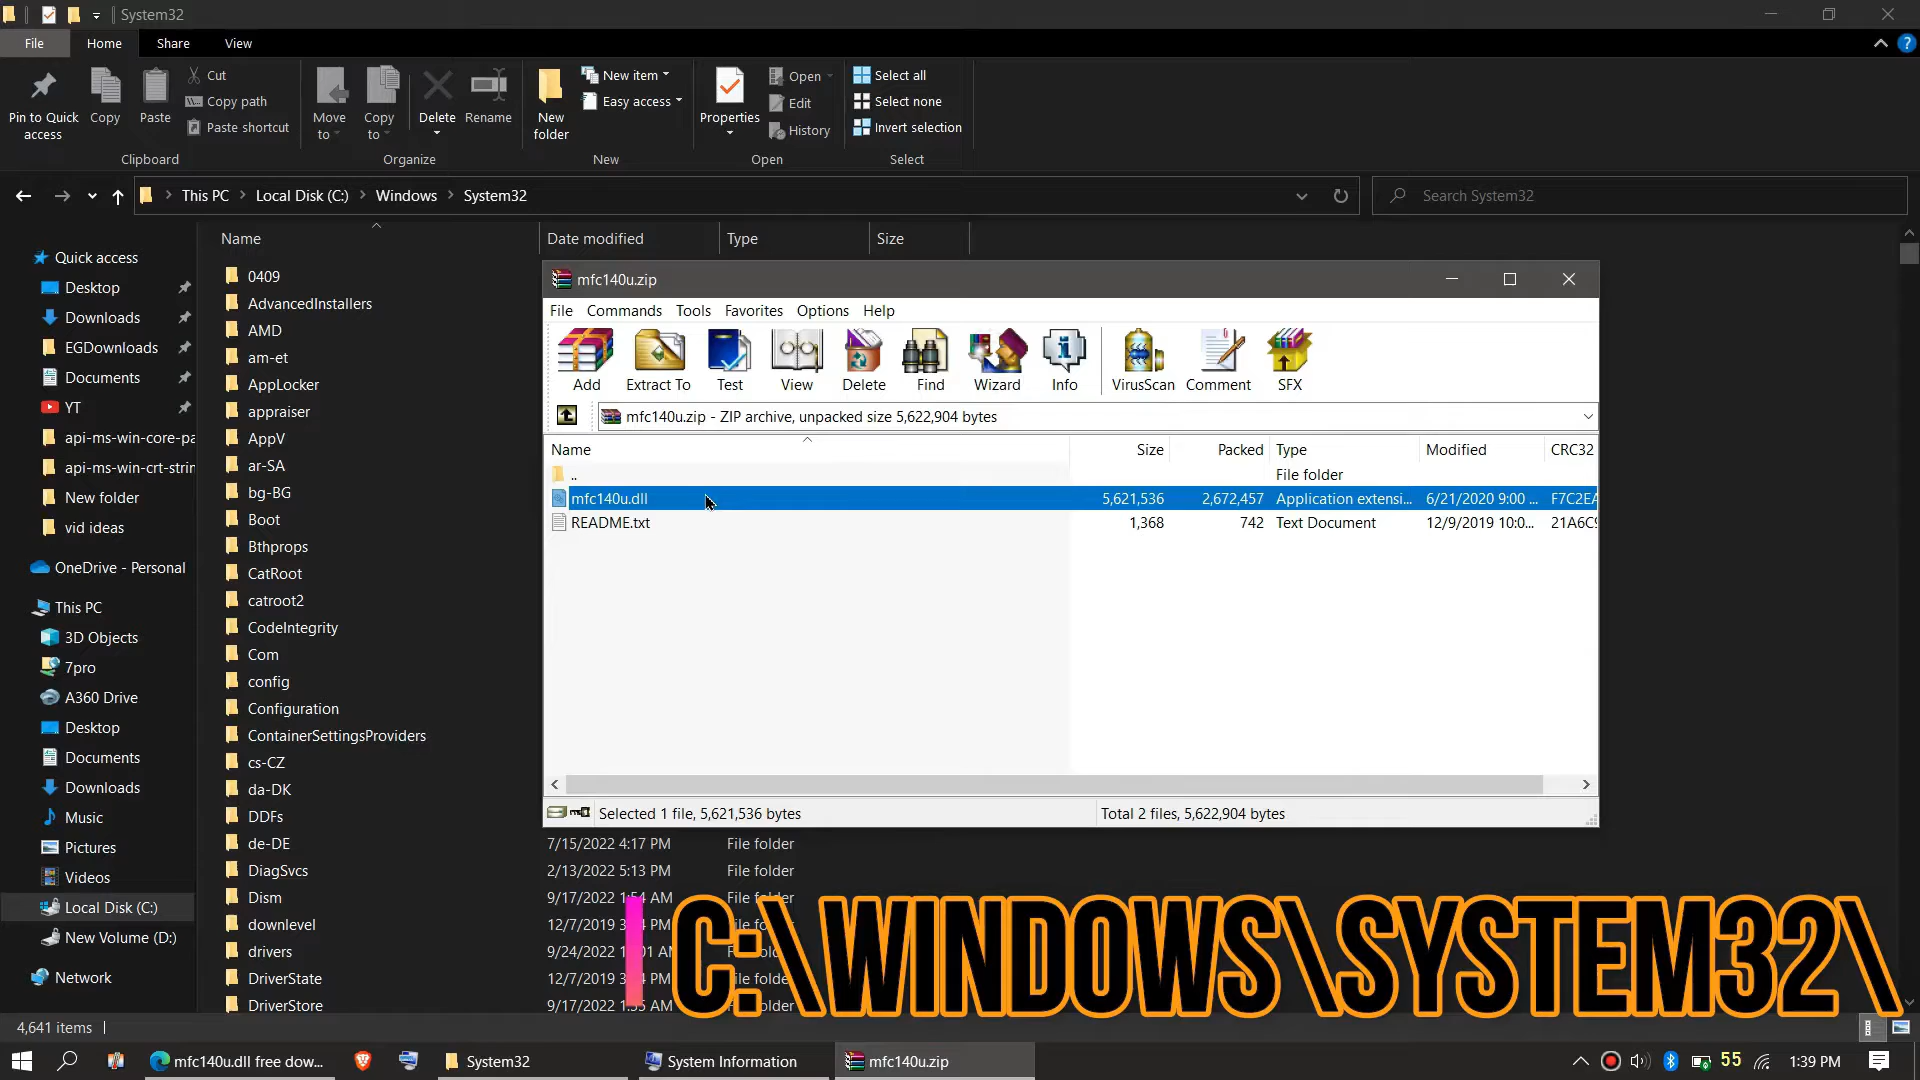 System32
File Home Share View
Pin to Quick access
Copy
Paste
Cut
Copy path
Paste shortcut
Clipboard
Move to
Copy to
Delete
Rename
Organize
New folder
New item
Easy access
New
Properties
Open
Edit
History
Open
Select all
Select none
Invert selection
Select
This PC Local Disk (C:) Windows System32
Search System32
Name Date modified Type Size
Quick access
Desktop
Downloads
EGDownloads
Documents
YT
api-ms-win-core-pa
api-ms-win-crt-strin
New folder
vid ideas
OneDrive - Personal
This PC
3D Objects
7pro
A360 Drive
Desktop
Documents
Downloads
Music
Pictures
Videos
Local Disk (C:)
New Volume (D:)
Network
0409
AdvancedInstallers
AMD
am-et
AppLocker
appraiser
AppV
ar-SA
bg-BG
Boot
Bthprops
CatRoot
catroot2
CodeIntegrity
Com
config
Configuration
ContainerSettingsProviders
cs-CZ
da-DK
DDFs
de-DE 7/15/2022 4:17 PM File folder
DiagSvcs 2/13/2022 5:13 PM File folder
Dism 9/17/2022 1:54 AM File folder
downlevel 12/7/2019
drivers 9/24/2022
DriverState 12/7/2019
DriverStore 9/17/2022
mfc140u.zip
File Commands Tools Favorites Options Help
Add Extract To Test View Delete Find Wizard Info VirusScan Comment SFX
mfc140u.zip - ZIP archive, unpacked size 5,622,904 bytes
Name Size Packed Type Modified CRC32
.. File folder
mfc140u.dll 5,621,536 2,672,457 Application extensi... 6/21/2020 9:00 ... F7C2EA
README.txt 1,368 742 Text Document 12/9/2019 10:0... 21A6C9
Selected 1 file, 5,621,536 bytes Total 2 files, 5,622,904 bytes
C:\WINDOWS\SYSTEM32\
4,641 items
mfc140u.dll free dow... System32 System Information mfc140u.zip 55 1:39 PM